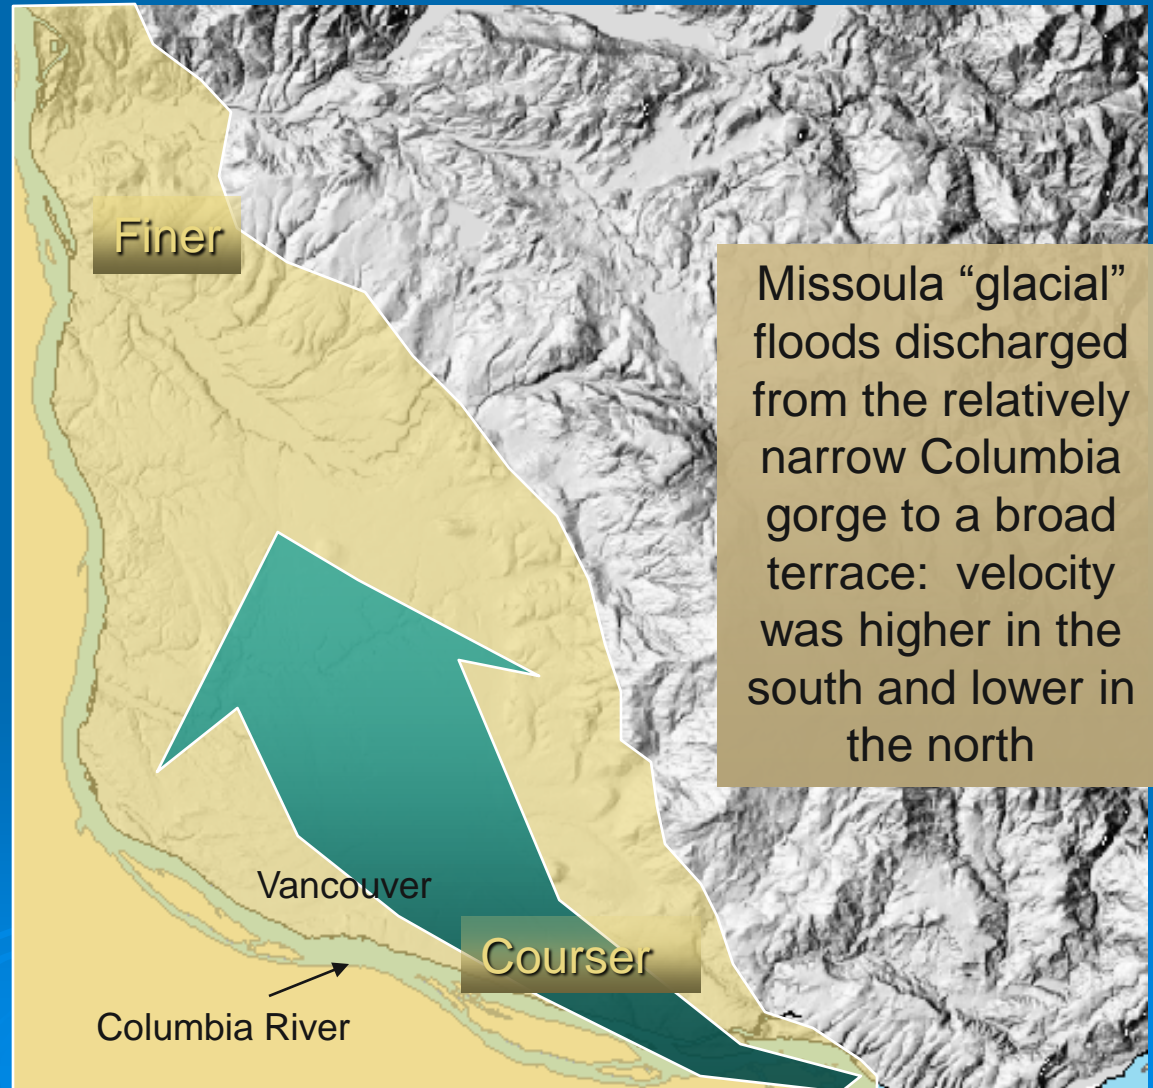 Finer
Missoula “glacial”
floods discharged
from the relatively
narrow Columbia
gorge to a broad
terrace:  velocity
was higher in the
south and lower in
the north
Vancouver
Courser
Columbia River